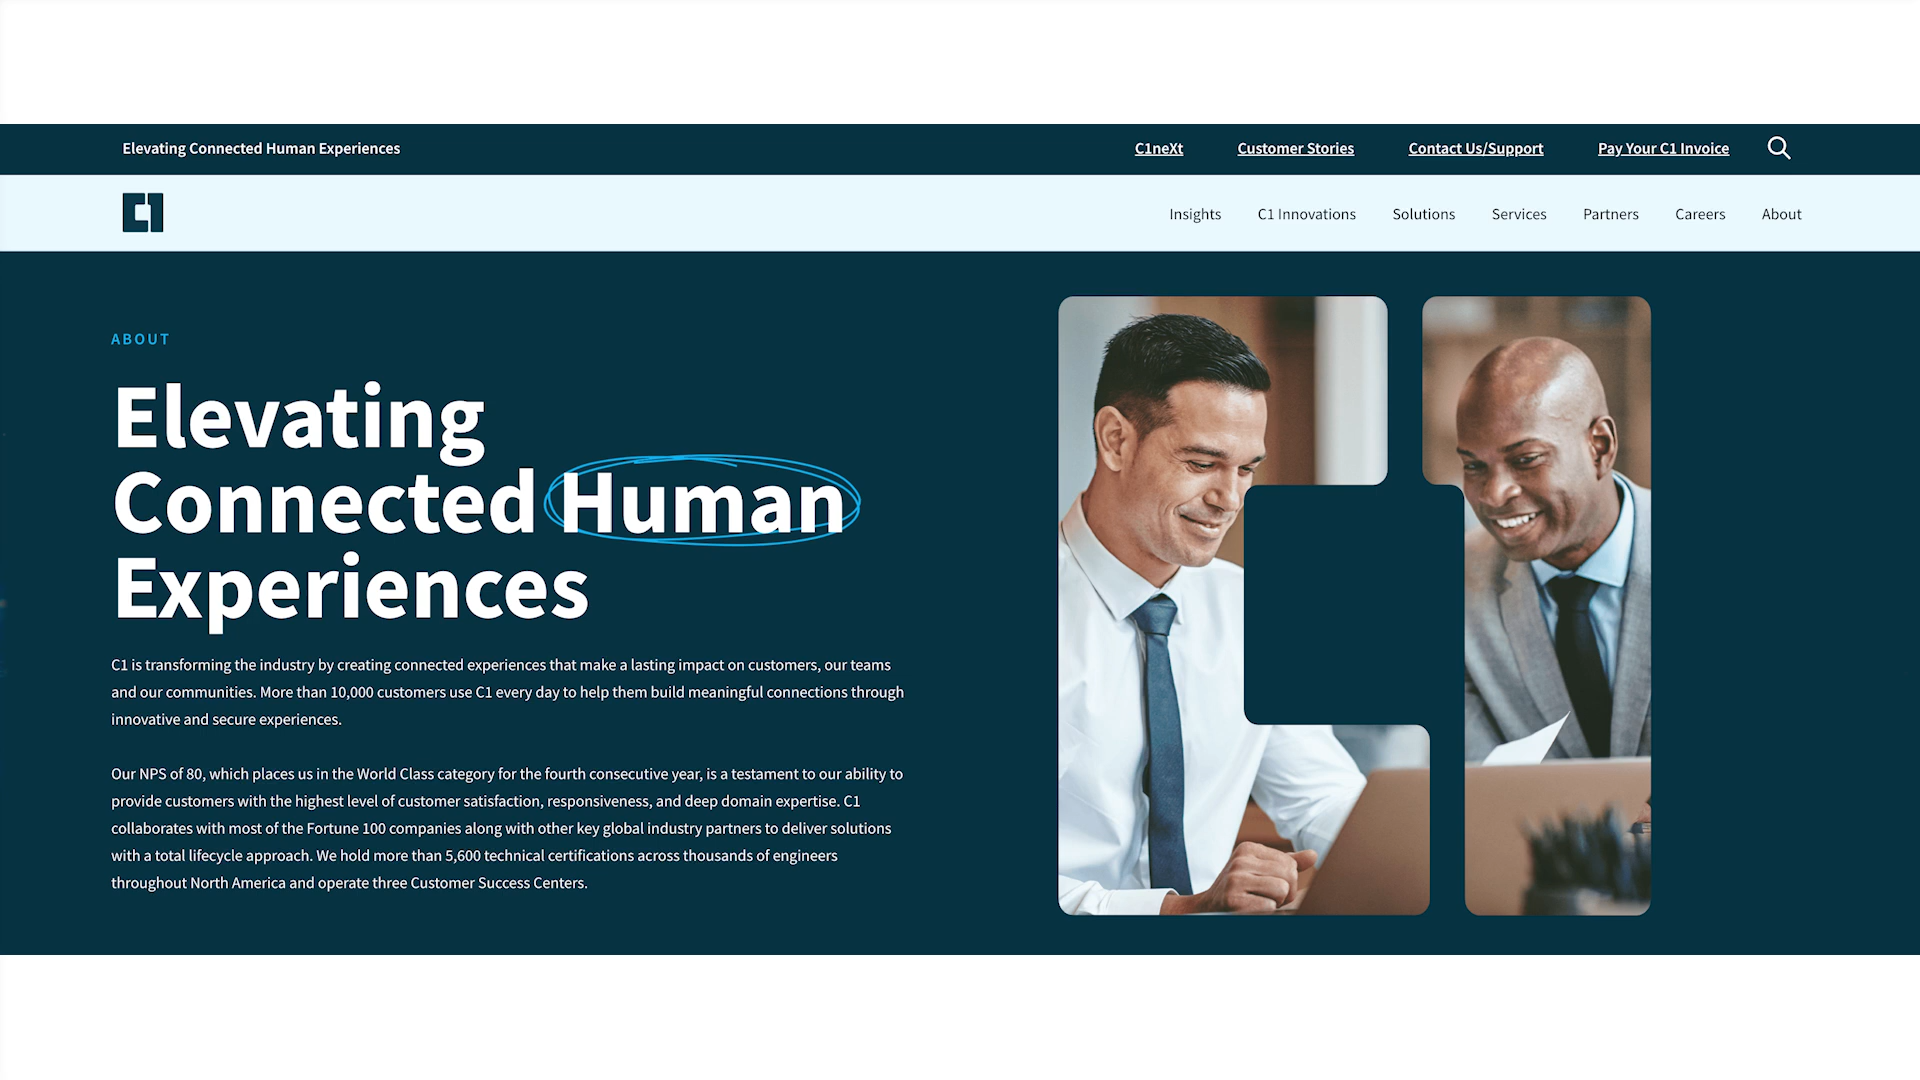 Elevating Connected Human Experiences
C1neXt
Customer Stories
Contact Us/Support
Pay Your C1 Invoice
C1
Insights
C1 Innovations
Solutions
Services
Partners
Careers
About
ABOUT
Elevating
Connected Human
Experiences
C1 is transforming the industry by creating connected experiences that make a lasting impact on customers, our teams
and our communities. More than 10,000 customers use C1 every day to help them build meaningful connections through
innovative and secure experiences.
Our NPS of 80, which places us in the World Class category for the fourth consecutive year, is a testament to our ability to
provide customers with the highest level of customer satisfaction, responsiveness, and deep domain expertise. C1
collaborates with most of the Fortune 100 companies along with other key global industry partners to deliver solutions
with a total lifecycle approach. We hold more than 5,600 technical certifications across thousands of engineers
throughout North America and operate three Customer Success Centers.